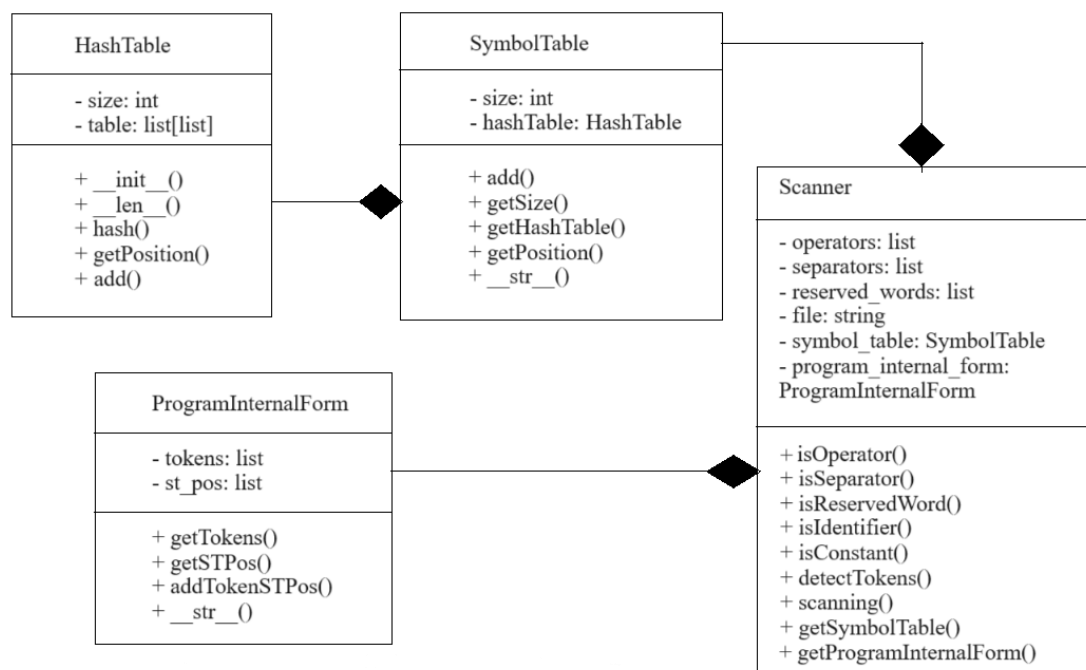 HashTable
- size: int
- table: list[list]
+ __init__()
+ __len__()
+ hash()
+ getPosition()
+ add()
SymbolTable
- size: int
- hashTable: HashTable
+ add()
+ getSize()
+ getHashTable()
+ getPosition()
+ __str__()
Scanner
- operators: list
- separators: list
- reserved_words: list
- file: string
- symbol_table: SymbolTable
- program_internal_form:
ProgramInternalForm
+ isOperator()
+ isSeparator()
+ isReservedWord()
+ isIdentifier()
+ isConstant()
+ detectTokens()
+ scanning()
+ getSymbolTable()
+ getProgramInternalForm()
ProgramInternalForm
- tokens: list
- st_pos: list
+ getTokens()
+ getSTPos()
+ addTokenSTPos()
+ __str__()